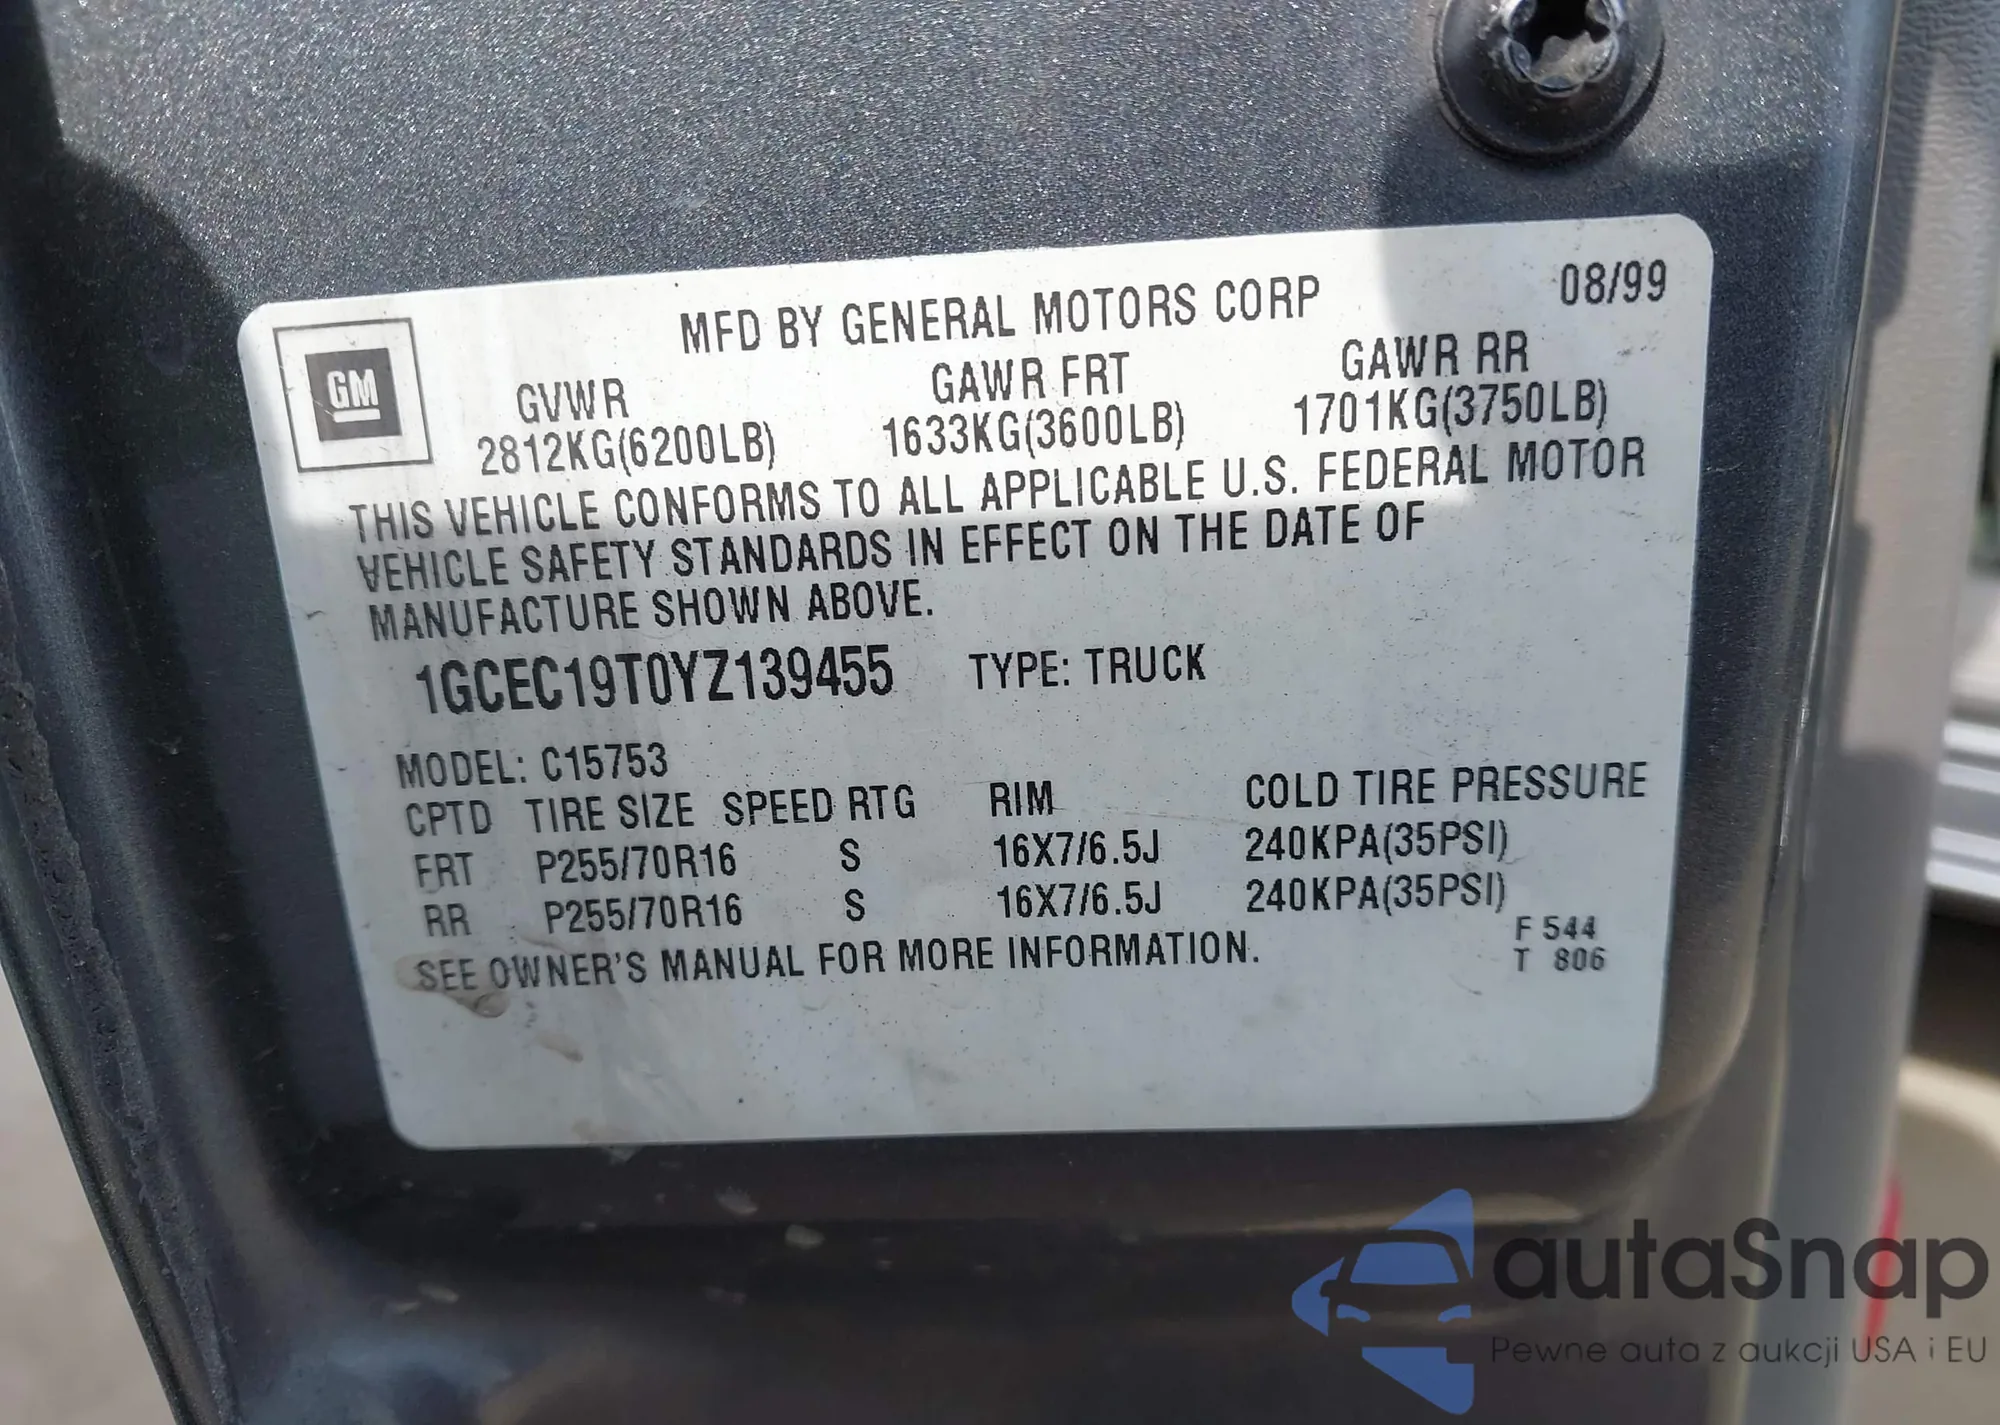 MFD BY GENERAL MOTORS CORP 08/99
GM
GVWR GAWR FRT GAWR RR
2812KG(6200LB) 1633KG(3600LB) 1701KG(3750LB)
THIS VEHICLE CONFORMS TO ALL APPLICABLE U.S. FEDERAL MOTOR
VEHICLE SAFETY STANDARDS IN EFFECT ON THE DATE OF
MANUFACTURE SHOWN ABOVE.
1GCEC19T0YZ139455 TYPE: TRUCK
MODEL: C15753
CPTD TIRE SIZE SPEED RTG RIM COLD TIRE PRESSURE
FRT P255/70R16 S 16X7/6.5J 240KPA(35PSI)
RR P255/70R16 S 16X7/6.5J 240KPA(35PSI)
SEE OWNER'S MANUAL FOR MORE INFORMATION.
F 544
T 806
autaSnap
Pewne auta z aukcji USA i EU